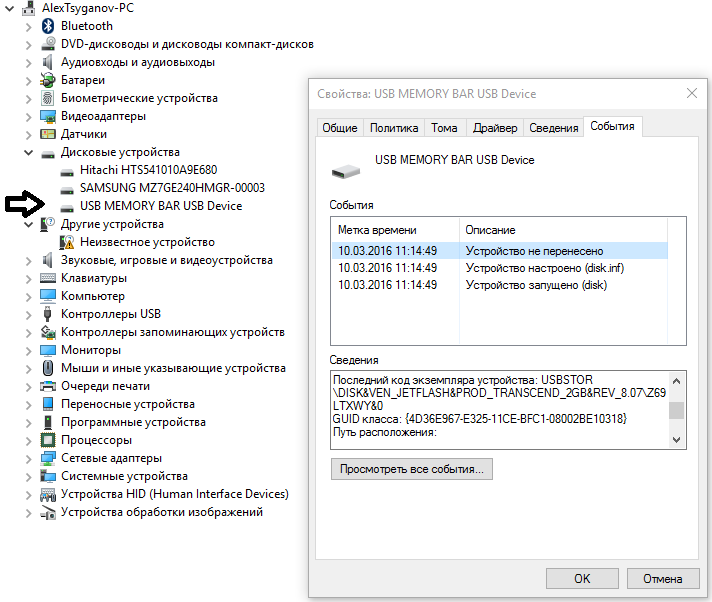 AlexTsyganov-PC
Bluetooth
DVD-дисководы и дисководы компакт-дисков
Аудиовходы и аудиовыходы
Батареи
Биометрические устройства
Видеоадаптеры
Датчики
Дисковые устройства
Hitachi HTS541010A9E680
SAMSUNG MZ7GE240HMGR-00003
USB MEMORY BAR USB Device
Другие устройства
Неизвестное устройство
Звуковые, игровые и видеоустройства
Клавиатуры
Компьютер
Контроллеры USB
Контроллеры запоминающих устройств
Мониторы
Мыши и иные указывающие устройства
Очереди печати
Переносные устройства
Программные устройства
Процессоры
Сетевые адаптеры
Системные устройства
Устройства HID (Human Interface Devices)
Устройства обработки изображений
Свойства: USB MEMORY BAR USB Device
Общие Политика Тома Драйвер Сведения События
USB MEMORY BAR USB Device
События
Метка времени Описание
10.03.2016 11:14:49 Устройство не перенесено
10.03.2016 11:14:49 Устройство настроено (disk.inf)
10.03.2016 11:14:49 Устройство запущено (disk)
Сведения
Последний код экземпляра устройства: USBSTOR
\DISK&VEN_JETFLASH&PROD_TRANSCEND_2GB&REV_8.07\Z69
LTXWY&0
GUID класса: {4D36E967-E325-11CE-BFC1-08002BE10318}
Путь расположения:
Просмотреть все события...
OK Отмена